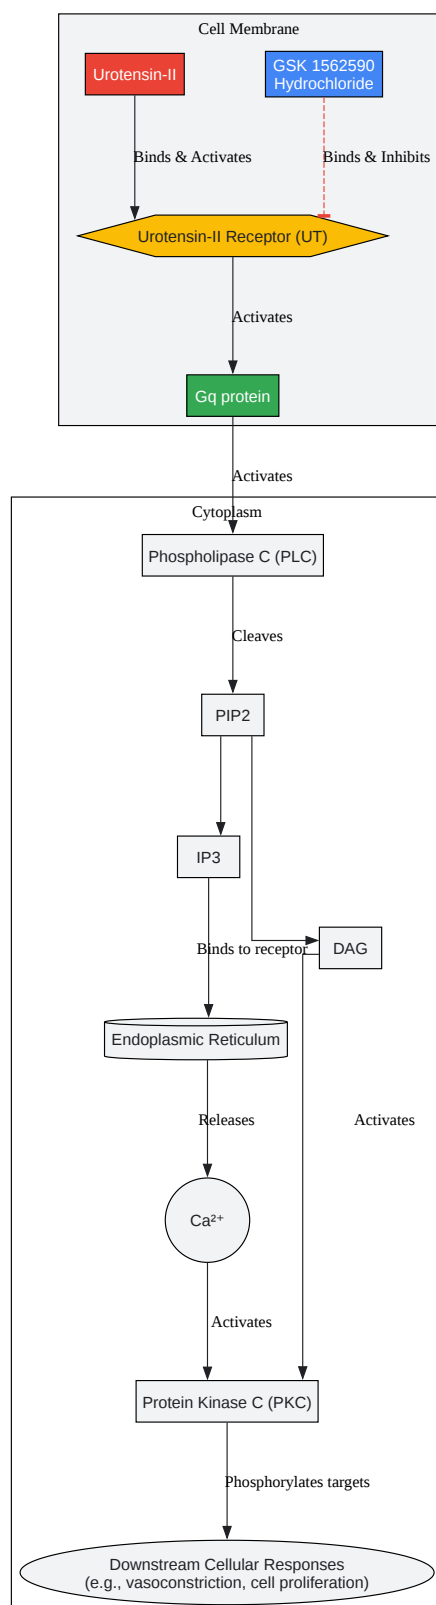 Cell Membrane
Urotensin-II
GSK 1562590
Hydrochloride
Binds & Activates
Binds & Inhibits
Urotensin-II Receptor (UT)
Activates
Gq protein
Activates
Cytoplasm
Phospholipase C (PLC)
Cleaves
PIP2
IP3
Binds to receptor
DAG
Endoplasmic Reticulum
Releases
Activates
Ca²⁺
Activates
Protein Kinase C (PKC)
Phosphorylates targets
Downstream Cellular Responses
(e.g., vasoconstriction, cell proliferation)